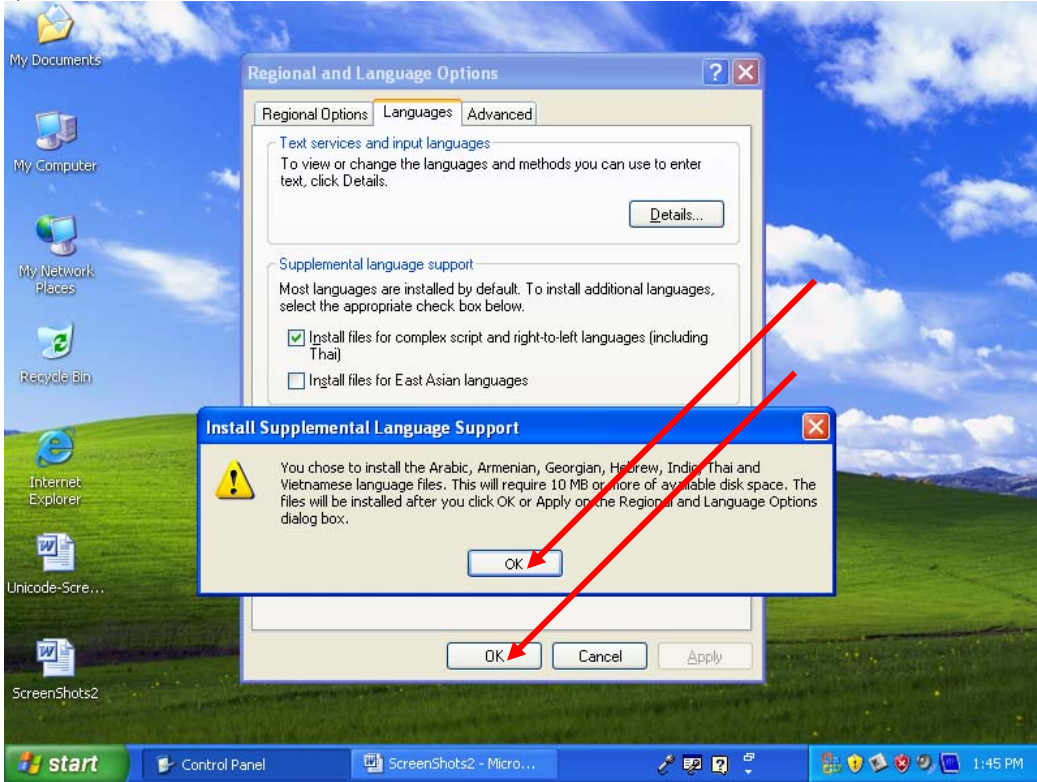 My Documents
My Computer
My Network
Places
Recycle Bin
Internet
Explorer
Unicode-Scre...
ScreenShots2
Regional and Language Options
Regional Options
Languages
Advanced
Text services and input languages
To view or change the languages and methods you can use to enter
text, click Details.
Details...
Supplemental language support
Most languages are installed by default. To install additional languages,
select the appropriate check box below.
Install files for complex script and right-to-left languages (including
Thai)
Install files for East Asian languages
Install Supplemental Language Support
You chose to install the Arabic, Armenian, Georgian, Hebrew, Indic, Thai and
Vietnamese language files. This will require 10 MB or more of available disk space. The
files will be installed after you click OK or Apply on the Regional and Language Options
dialog box.
OK
OK
Cancel
Apply
start
Control Panel
ScreenShots2 - Micro...
1:45 PM